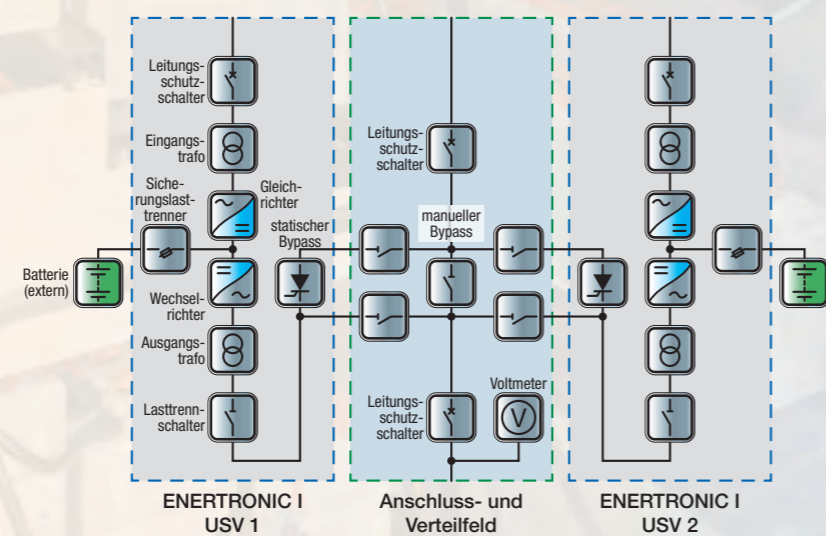 Leitungs-
schutz-
schalter
Eingangs-
trafo
Siche-
rungslast-
trenner
Gleich-
richter
statischer
Bypass
Batterie
(extern)
Wechsel-
richter
Ausgangs-
trafo
Lasttrenn-
schalter
Leitungs-
schutz-
schalter
manueller
Bypass
Leitungs-
schutz-
schalter
Voltmeter
V
ENERTRONIC I
USV 1
Anschluss- und
Verteilfeld
ENERTRONIC I
USV 2